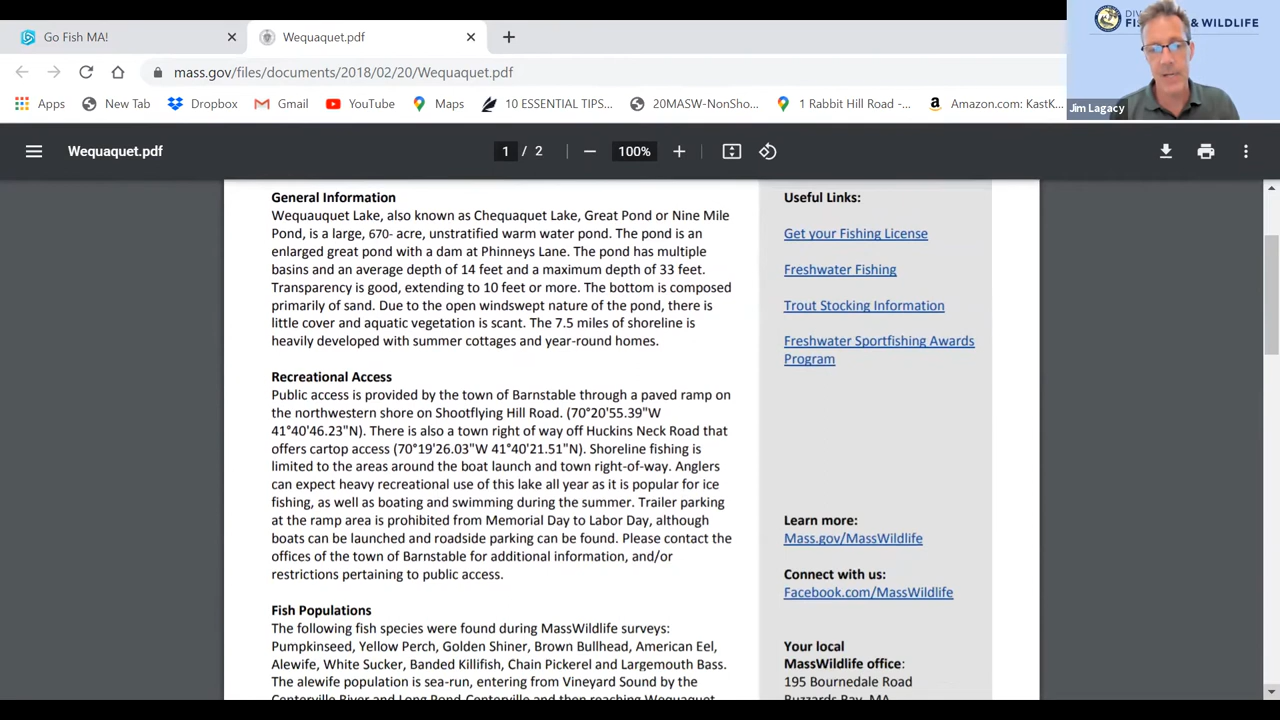 Go Fish MA!
Wequaquet.pdf
mass.gov/files/documents/2018/02/20/Wequaquet.pdf
Apps New Tab Dropbox Gmail YouTube Maps 10 ESSENTIAL TIPS... 20MASW-NonSho... 1 Rabbit Hill Road -... Amazon.com: KastK
& WILDLIFE
Jim Lagacy
Wequaquet.pdf
1 / 2
100%
General Information
Wequauquet Lake, also known as Chequaquet Lake, Great Pond or Nine Mile
Pond, is a large, 670- acre, unstratified warm water pond. The pond is an
enlarged great pond with a dam at Phinneys Lane. The pond has multiple
basins and an average depth of 14 feet and a maximum depth of 33 feet.
Transparency is good, extending to 10 feet or more. The bottom is composed
primarily of sand. Due to the open windswept nature of the pond, there is
little cover and aquatic vegetation is scant. The 7.5 miles of shoreline is
heavily developed with summer cottages and year-round homes.
Recreational Access
Public access is provided by the town of Barnstable through a paved ramp on
the northwestern shore on Shootflying Hill Road. (70°20'55.39"W
41°40'46.23"N). There is also a town right of way off Huckins Neck Road that
offers cartop access (70°19'26.03"W 41°40'21.51"N). Shoreline fishing is
limited to the areas around the boat launch and town right-of-way. Anglers
can expect heavy recreational use of this lake all year as it is popular for ice
fishing, as well as boating and swimming during the summer. Trailer parking
at the ramp area is prohibited from Memorial Day to Labor Day, although
boats can be launched and roadside parking can be found. Please contact the
offices of the town of Barnstable for additional information, and/or
restrictions pertaining to public access.
Fish Populations
The following fish species were found during MassWildlife surveys:
Pumpkinseed, Yellow Perch, Golden Shiner, Brown Bullhead, American Eel,
Alewife, White Sucker, Banded Killifish, Chain Pickerel and Largemouth Bass.
The alewife population is sea-run, entering from Vineyard Sound by the
Centerville River and Long Pond-Centerville and then reaching Wequaquet
Useful Links:
Get your Fishing License
Freshwater Fishing
Trout Stocking Information
Freshwater Sportfishing Awards
Program
Learn more:
Mass.gov/MassWildlife
Connect with us:
Facebook.com/MassWildlife
Your local
MassWildlife office:
195 Bournedale Road
Buzzards Bay, MA